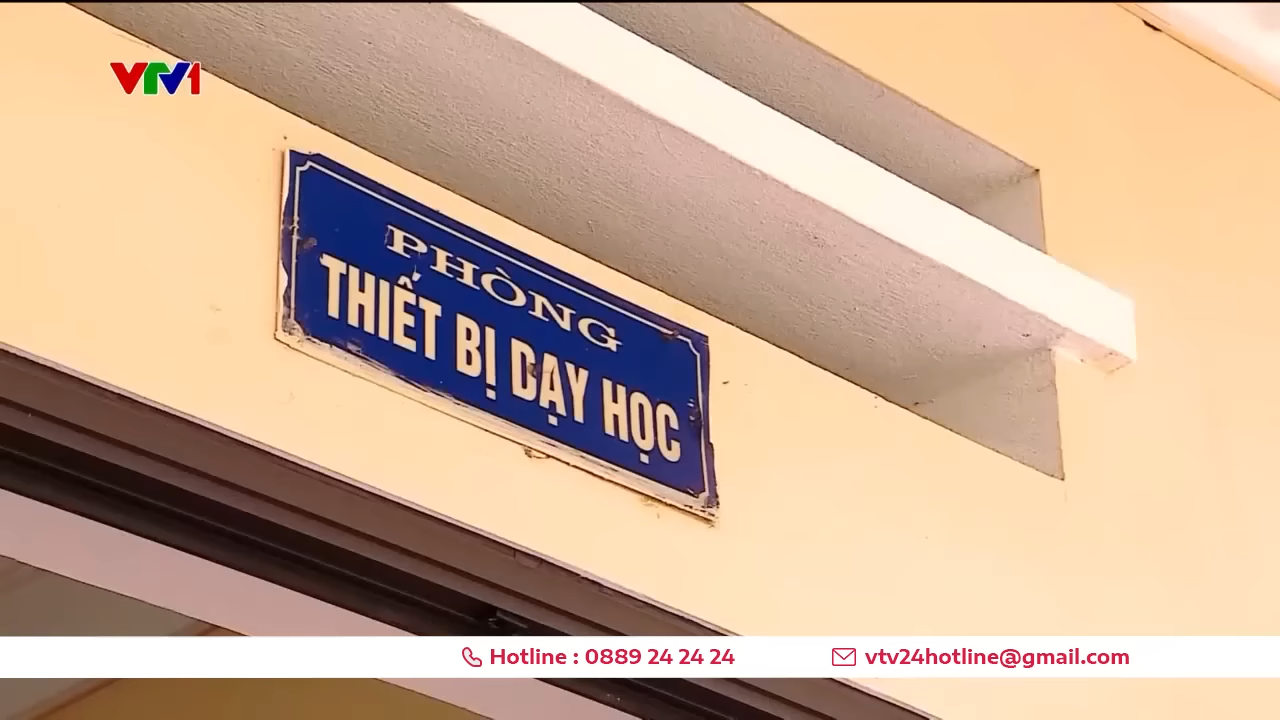 VTV1
PHÒNG
THIẾT BỊ DẠY HỌC
Hotline : 0889 24 24 24
vtv24hotline@gmail.com